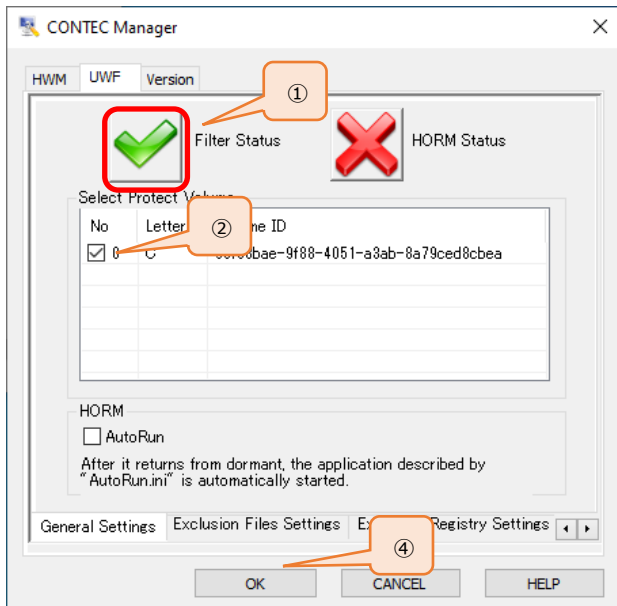 CONTEC Manager
HWM UWF Version
①
Filter Status
HORM Status
Select Protect
No Letter ID
②
0 C -9f88-4051-a3ab-8a79ced8cbea
HORM
AutoRun
After it returns from dormant, the application described by
"AutoRun.ini" is automatically started.
General Settings Exclusion Files Settings Registry Settings
④
OK CANCEL HELP